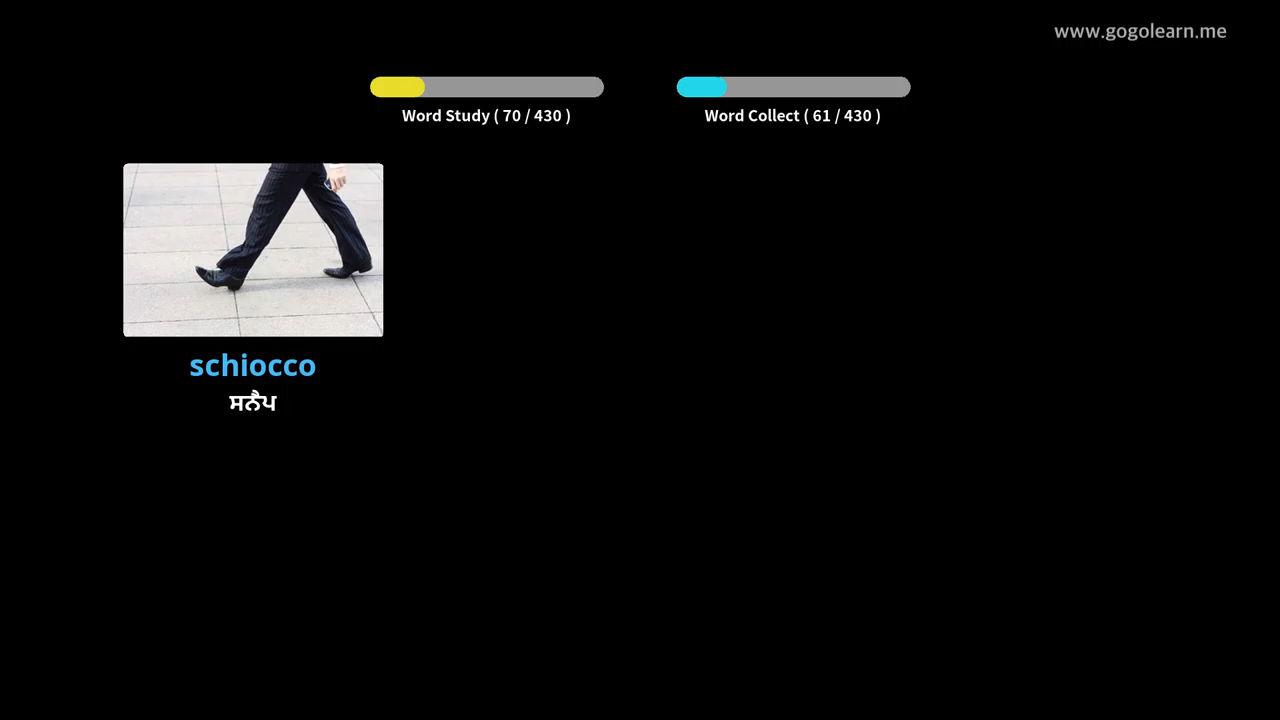 www.gogolearn.me
Word Study ( 70 / 430 )
Word Collect ( 61 / 430 )
schiocco
ਸਨੈਪ